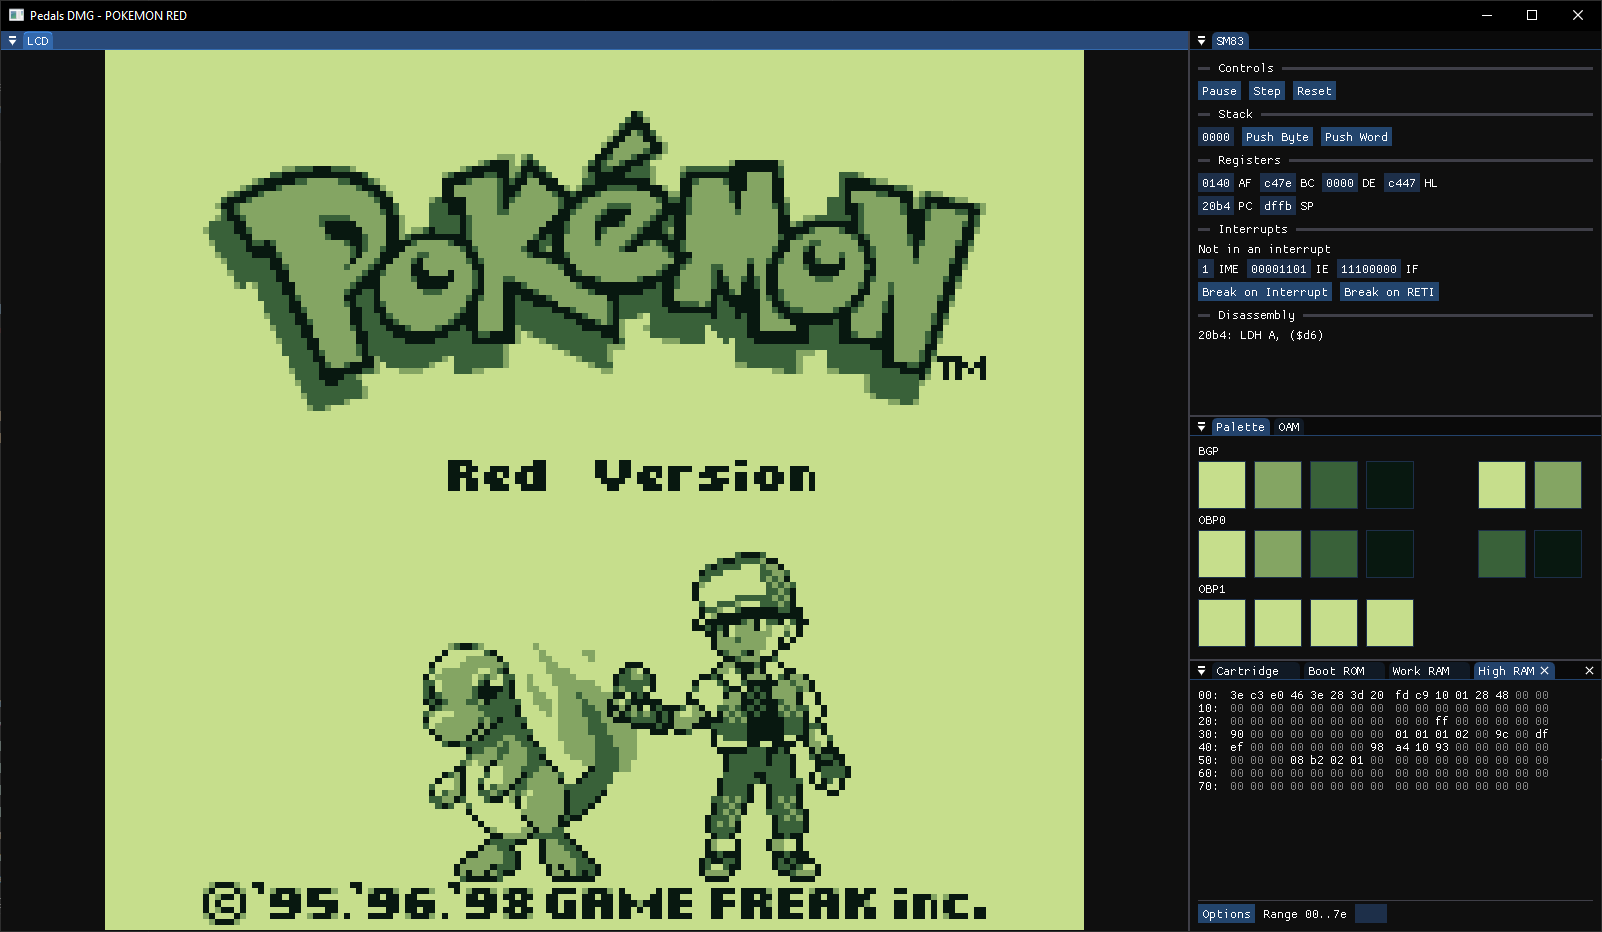 Pedals DMG - POKEMON RED
LCD
POKéMON
TM
Red Version
©'95.'96.'98 GAME FREAK inc.
SM83
Controls
Pause Step Reset
Stack
0000 Push Byte Push Word
Registers
0140 AF c47e BC 0000 DE c447 HL
20b4 PC dffb SP
Interrupts
Not in an interrupt
1 IME 00001101 IE 11100000 IF
Break on Interrupt Break on RETI
Disassembly
20b4: LDH A, ($d6)
Palette OAM
BGP
OBP0
OBP1
Cartridge Boot ROM Work RAM High RAM
00: 3e c3 e0 46 3e 28 3d 20 fd c9 10 01 28 48 00 00
10: 00 00 00 00 00 00 00 00 00 00 00 00 00 00 00 00
20: 00 00 00 00 00 00 00 00 00 00 ff 00 00 00 00 00
30: 90 00 00 00 00 00 00 00 01 01 01 02 00 9c 00 df
40: ef 00 00 00 00 00 00 98 a4 10 93 00 00 00 00 00
50: 00 00 00 08 b2 02 01 00 00 00 00 00 00 00 00 00
60: 00 00 00 00 00 00 00 00 00 00 00 00 00 00 00 00
70: 00 00 00 00 00 00 00 00 00 00 00 00 00 00 00
Options Range 00..7e